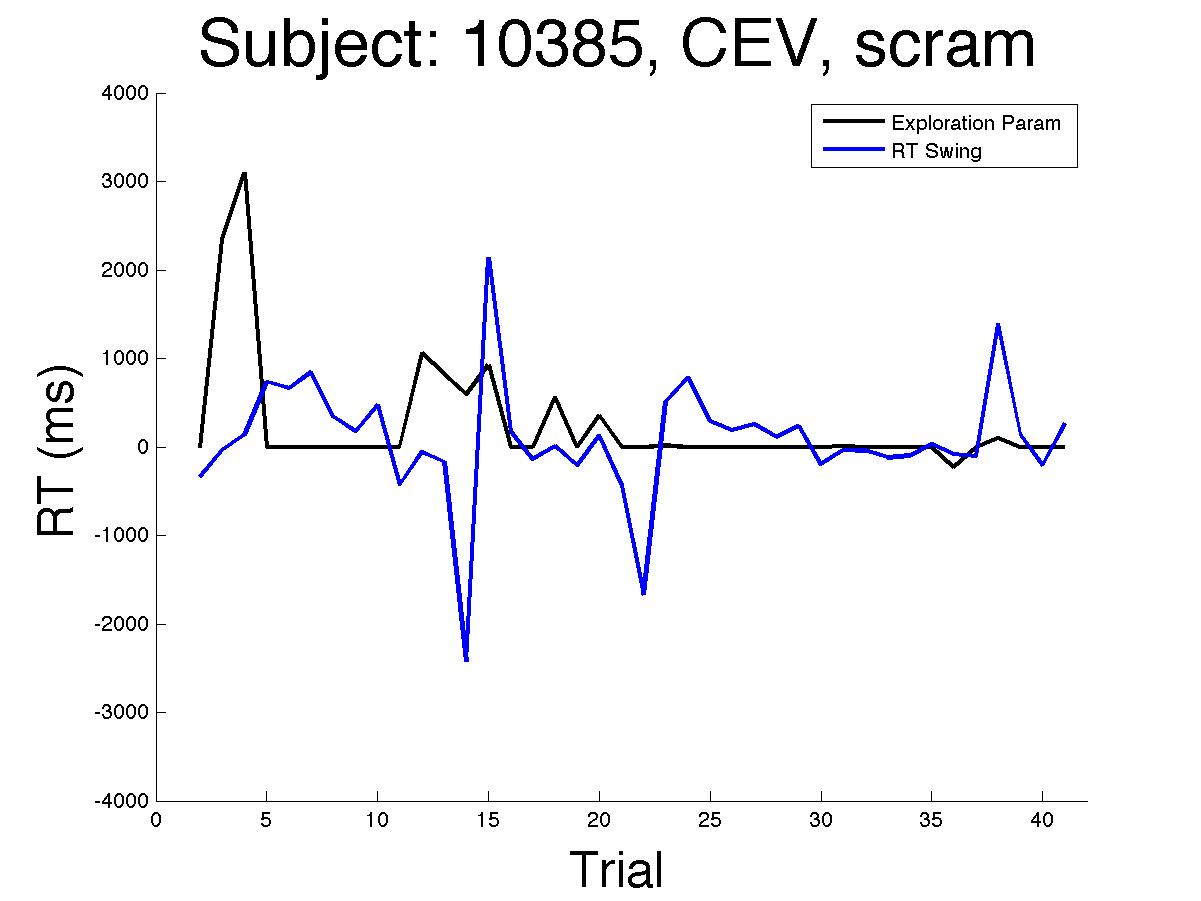 Subject: 10385, CEV, scram
Exploration Param
RT Swing
4000
3000
2000
1000
0
-1000
-2000
-3000
-4000
RT (ms)
0 5 10 15 20 25 30 35 40
Trial